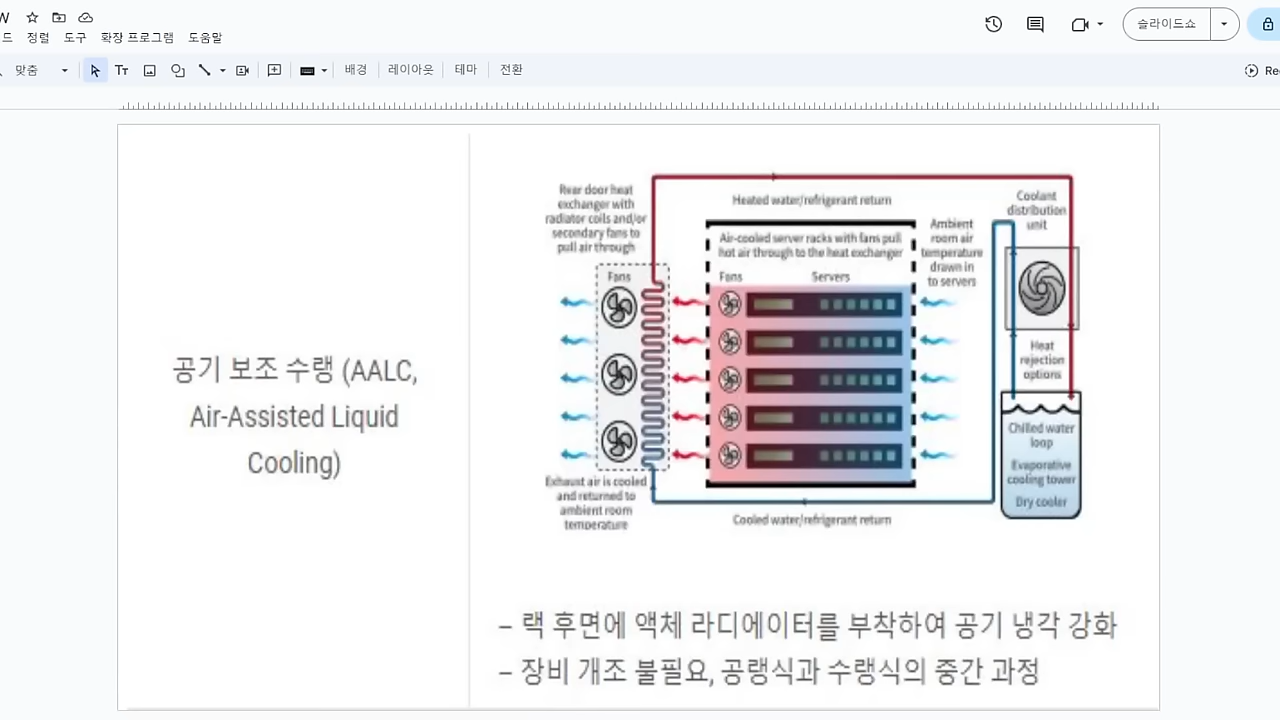 드 정렬 도구 확장 프로그램 도움말
슬라이드쇼
맞춤 Tт 배경 레이아웃 테마 전환
Rec
공기 보조 수랭 (AALC,
Air-Assisted Liquid
Cooling)
Rear door heat
exchanger with
radiator coils and/or
secondary fans to
pull air through
Fans
Heated water/refrigerant return
Air-cooled server racks with fans pull
hot air through to the heat exchanger
Fans Servers
Ambient
room air
temperature
drawn in
to servers
Coolant
distribution
unit
Heat
rejection
options
Chilled water
loop
Evaporative
cooling tower
Dry cooler
Exhaust air is cooled
and returned to
ambient room
temperature
Cooled water/refrigerant return
– 랙 후면에 액체 라디에이터를 부착하여 공기 냉각 강화
– 장비 개조 불필요, 공랭식과 수랭식의 중간 과정